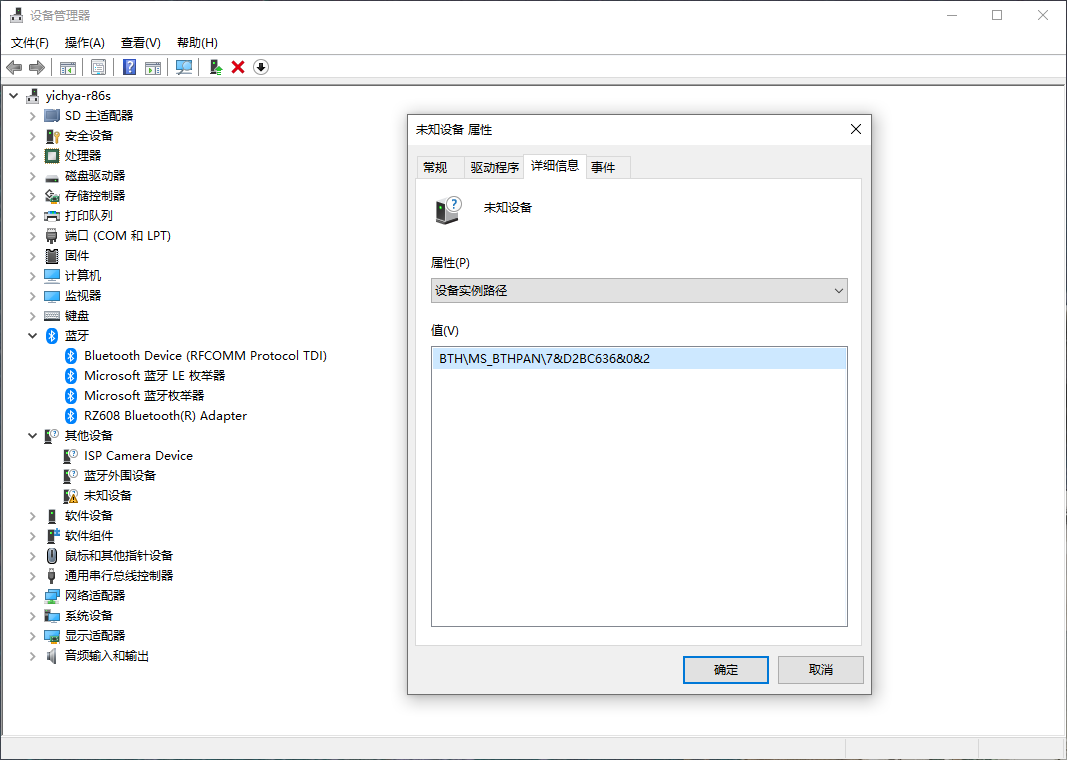 设备管理器
文件(F) 操作(A) 查看(V) 帮助(H)
yichya-r86s
SD 主适配器
安全设备
处理器
磁盘驱动器
存储控制器
打印队列
端口 (COM 和 LPT)
固件
计算机
监视器
键盘
蓝牙
Bluetooth Device (RFCOMM Protocol TDI)
Microsoft 蓝牙 LE 枚举器
Microsoft 蓝牙枚举器
RZ608 Bluetooth(R) Adapter
其他设备
ISP Camera Device
蓝牙外围设备
未知设备
软件设备
软件组件
鼠标和其他指针设备
通用串行总线控制器
网络适配器
系统设备
显示适配器
音频输入和输出
未知设备 属性
常规 驱动程序 详细信息 事件
未知设备
属性(P)
设备实例路径
值(V)
BTH\MS_BTHPAN\7&D2BC636&0&2
确定 取消